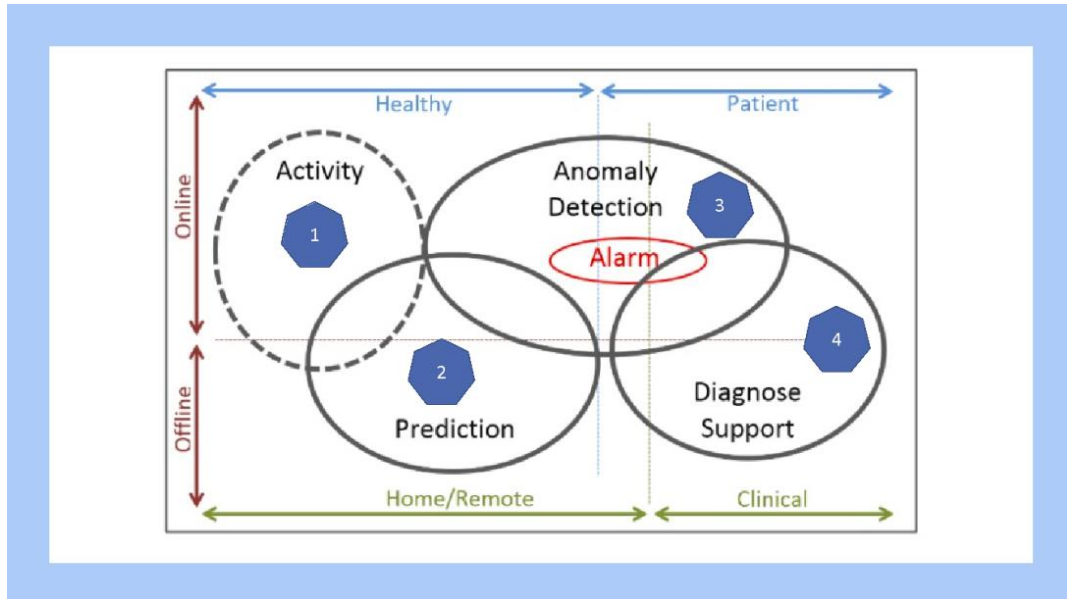 Healthy
Patient
Online
Activity
1
Anomaly
Detection
3
Alarm
Offline
2
Prediction
4
Diagnose
Support
Home/Remote
Clinical